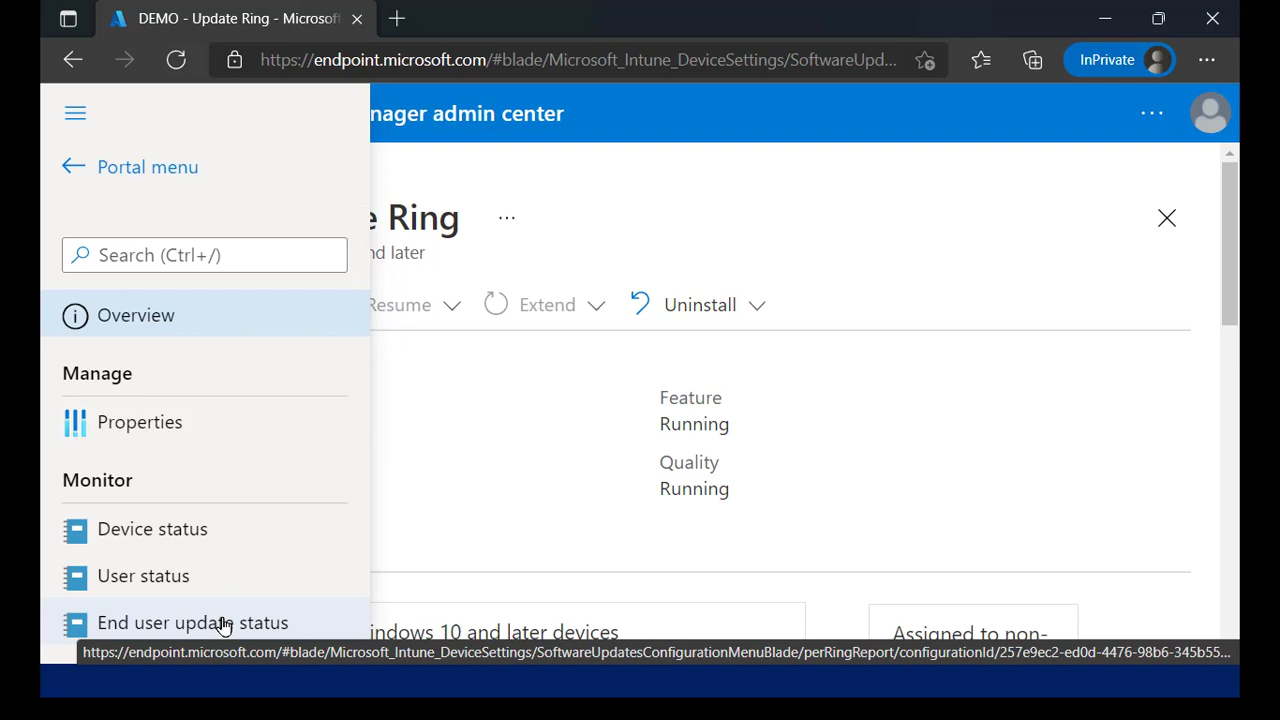 DEMO - Update Ring - Microsof
https://endpoint.microsoft.com/#blade/Microsoft_Intune_DeviceSettings/SoftwareUpd...
InPrivate
nager admin center
...
Portal menu
e Ring
...
nd later
Search (Ctrl+/)
Resume
Extend
Uninstall
Overview
Manage
Properties
Feature
Running
Quality
Running
Monitor
Device status
User status
End user update status
indows 10 and later devices
Assigned to non-
https://endpoint.microsoft.com/#blade/Microsoft_Intune_DeviceSettings/SoftwareUpdatesConfigurationMenuBlade/perRingReport/configurationId/257e9ec2-ed0d-4476-98b6-345b55...